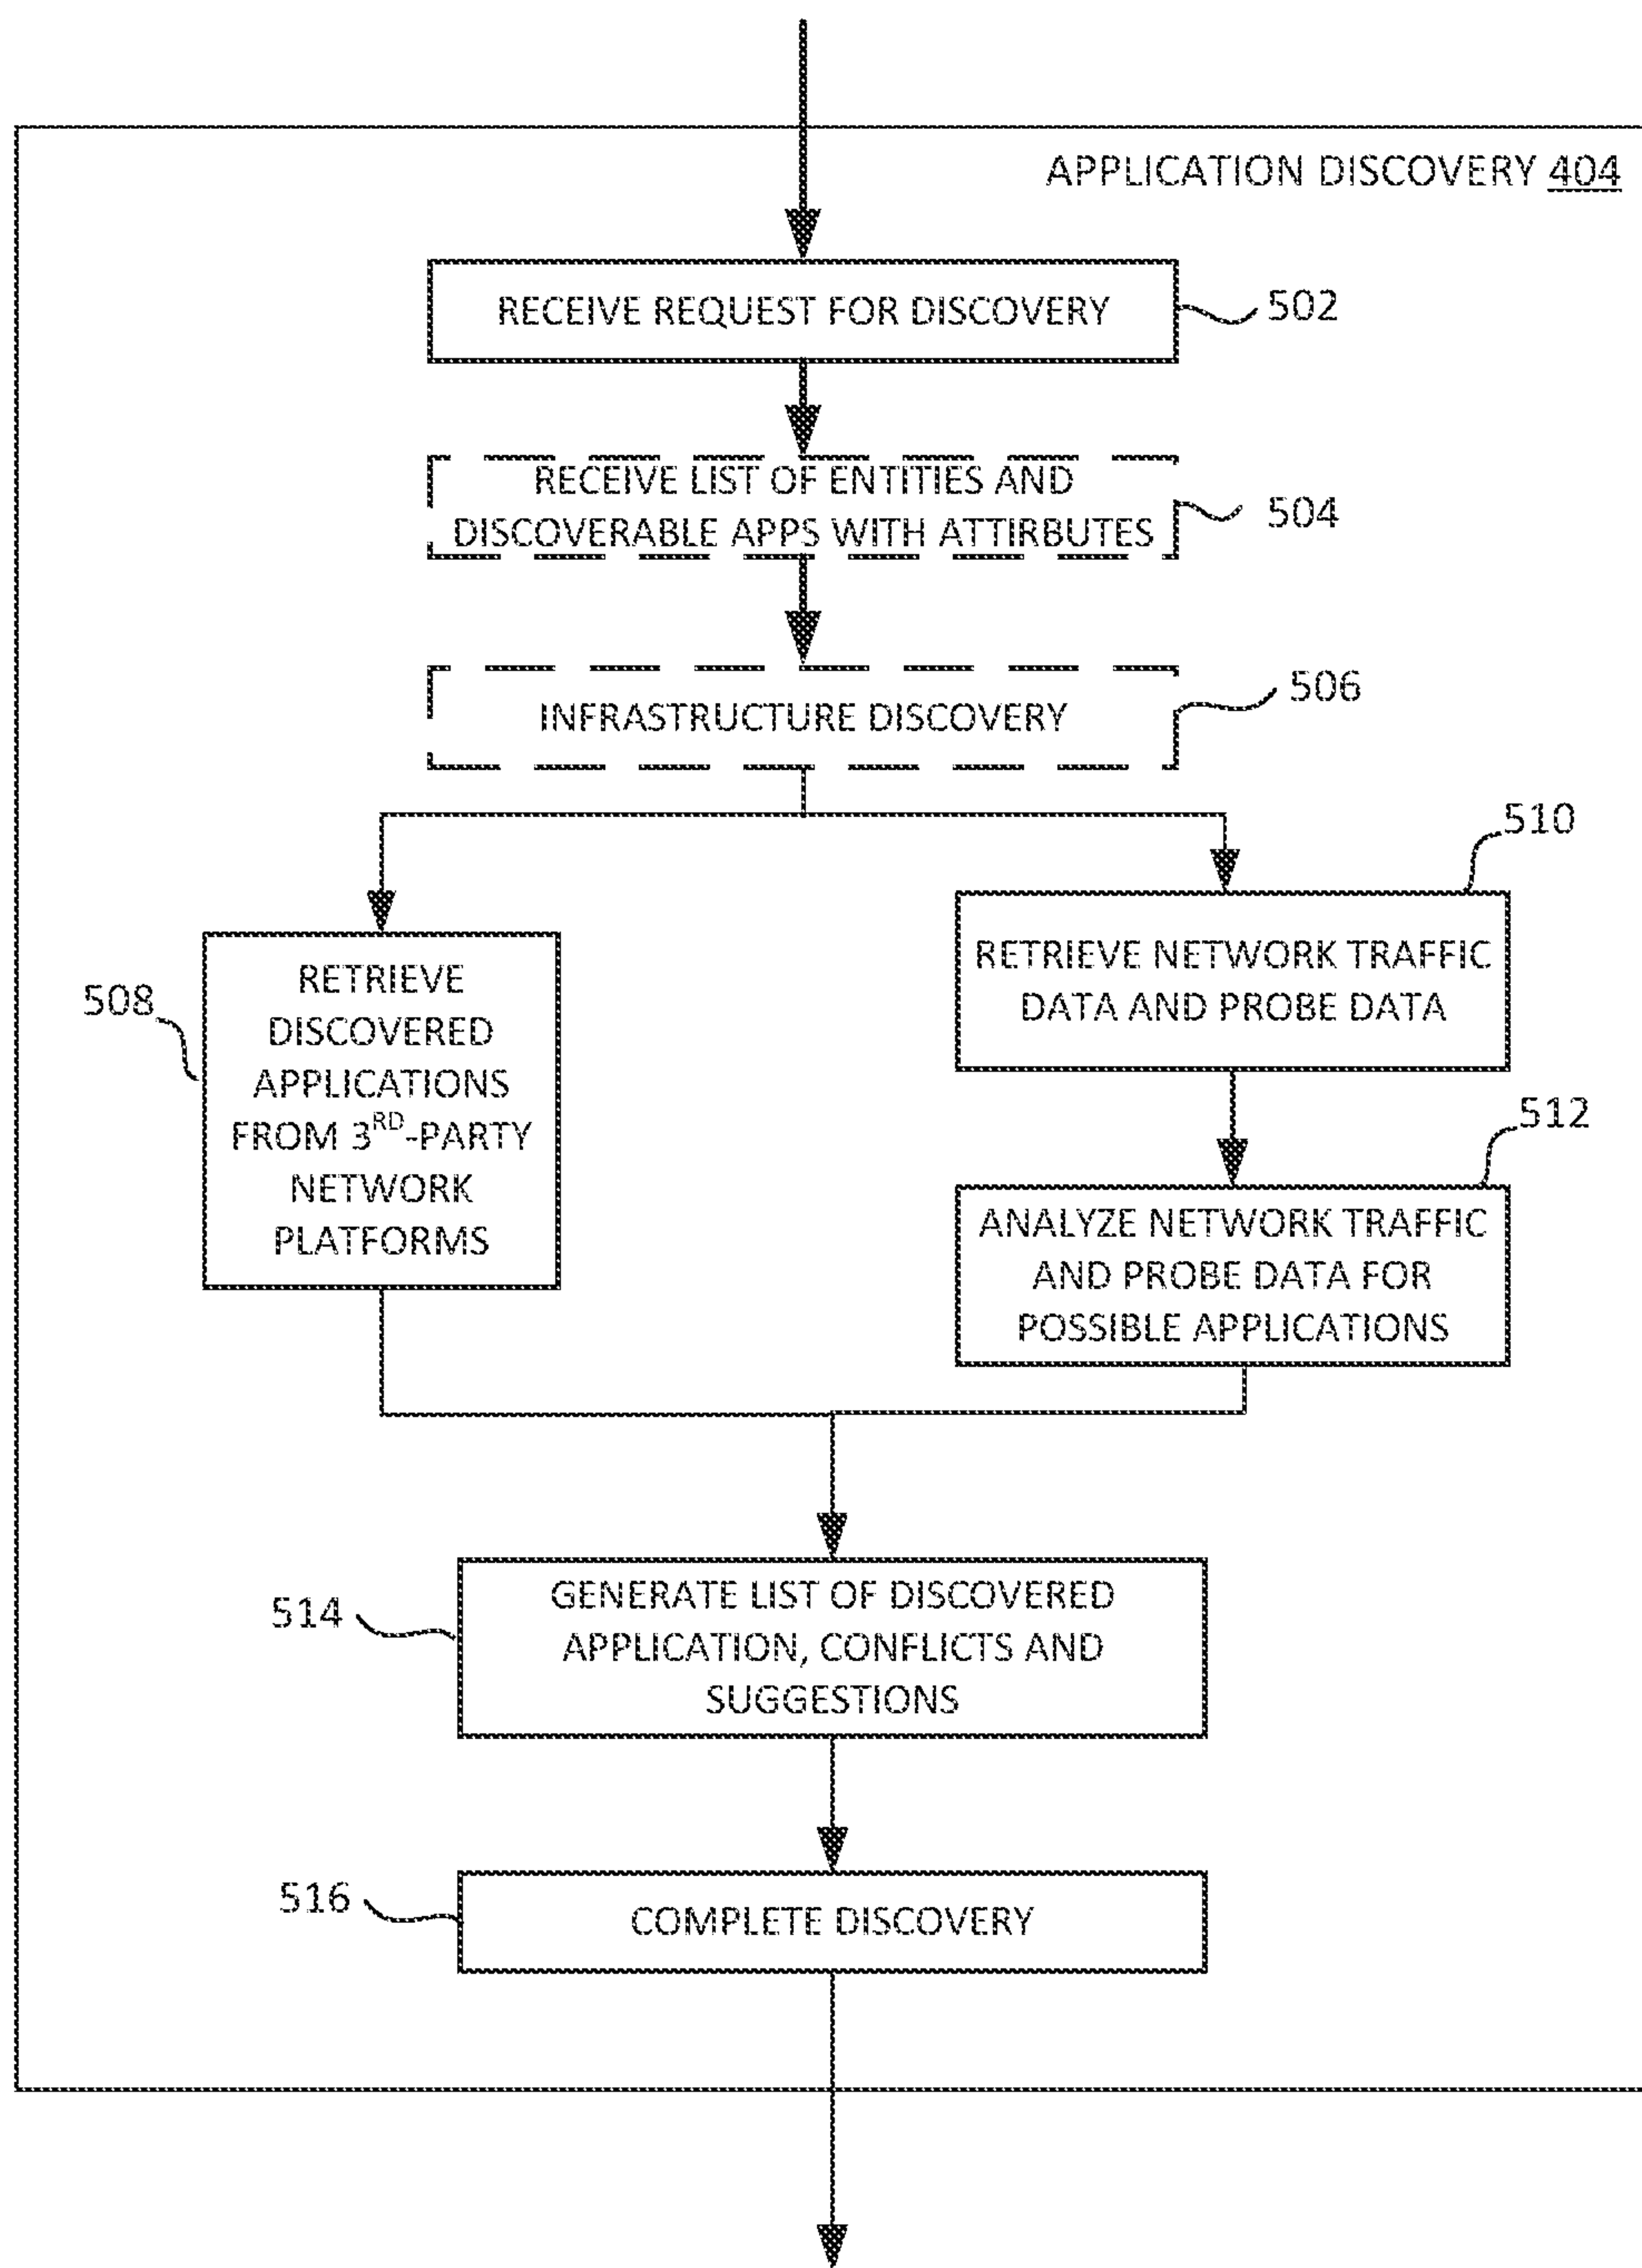 APPLICATION DISCOVERY 404
RECEIVE REQUEST FOR DISCOVERY
502
RECEIVE LIST OF ENTITIES AND
DISCOVERABLE APPS WITH ATTIRBUTES
504
INFRASTRUCTURE DISCOVERY
506
508
RETRIEVE
DISCOVERED
APPLICATIONS
FROM 3RD-PARTY
NETWORK
PLATFORMS
510
RETRIEVE NETWORK TRAFFIC
DATA AND PROBE DATA
512
ANALYZE NETWORK TRAFFIC
AND PROBE DATA FOR
POSSIBLE APPLICATIONS
514
GENERATE LIST OF DISCOVERED
APPLICATION, CONFLICTS AND
SUGGESTIONS
516
COMPLETE DISCOVERY